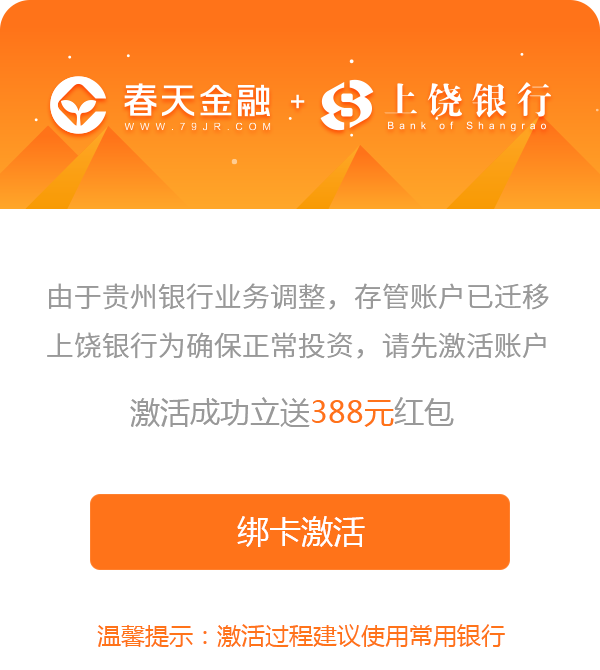 春天金融 + 上饶银行
WWW.79JR.COM Bank of Shangrao
由于贵州银行业务调整，存管账户已迁移
上饶银行为确保正常投资，请先激活账户
激活成功立送388元红包
绑卡激活
温馨提示：激活过程建议使用常用银行